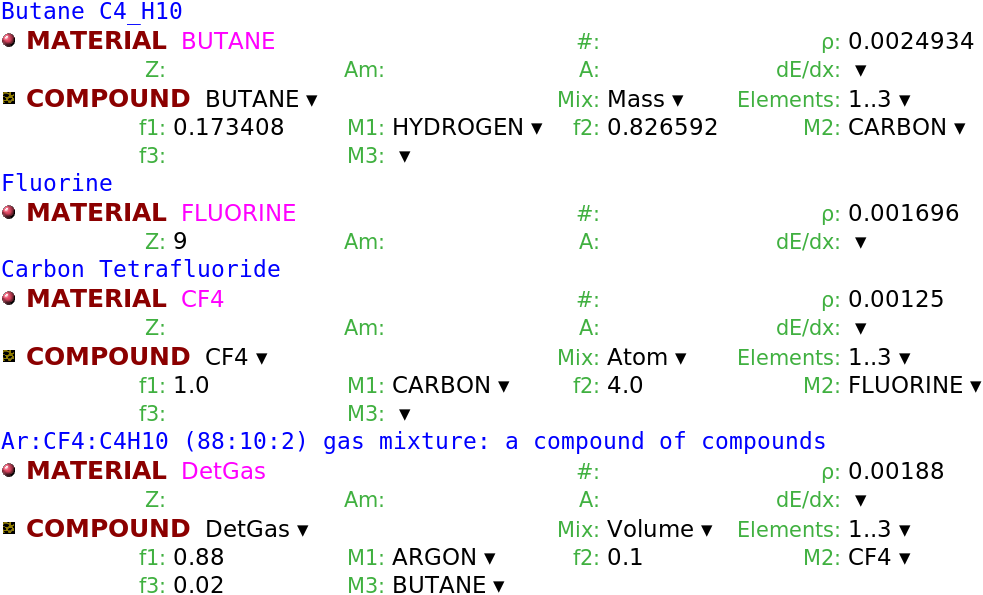 Butane C4_H10
MATERIAL BUTANE #: ρ: 0.0024934
Z: Am: A: dE/dx: ▼
COMPOUND BUTANE ▼ Mix: Mass ▼ Elements: 1..3 ▼
f1: 0.173408 M1: HYDROGEN ▼ f2: 0.826592 M2: CARBON ▼
f3: M3: ▼
Fluorine
MATERIAL FLUORINE #: ρ: 0.001696
Z: 9 Am: A: dE/dx: ▼
Carbon Tetrafluoride
MATERIAL CF4 #: ρ: 0.00125
Z: Am: A: dE/dx: ▼
COMPOUND CF4 ▼ Mix: Atom ▼ Elements: 1..3 ▼
f1: 1.0 M1: CARBON ▼ f2: 4.0 M2: FLUORINE ▼
f3: M3: ▼
Ar:CF4:C4H10 (88:10:2) gas mixture: a compound of compounds
MATERIAL DetGas #: ρ: 0.00188
Z: Am: A: dE/dx: ▼
COMPOUND DetGas ▼ Mix: Volume ▼ Elements: 1..3 ▼
f1: 0.88 M1: ARGON ▼ f2: 0.1 M2: CF4 ▼
f3: 0.02 M3: BUTANE ▼